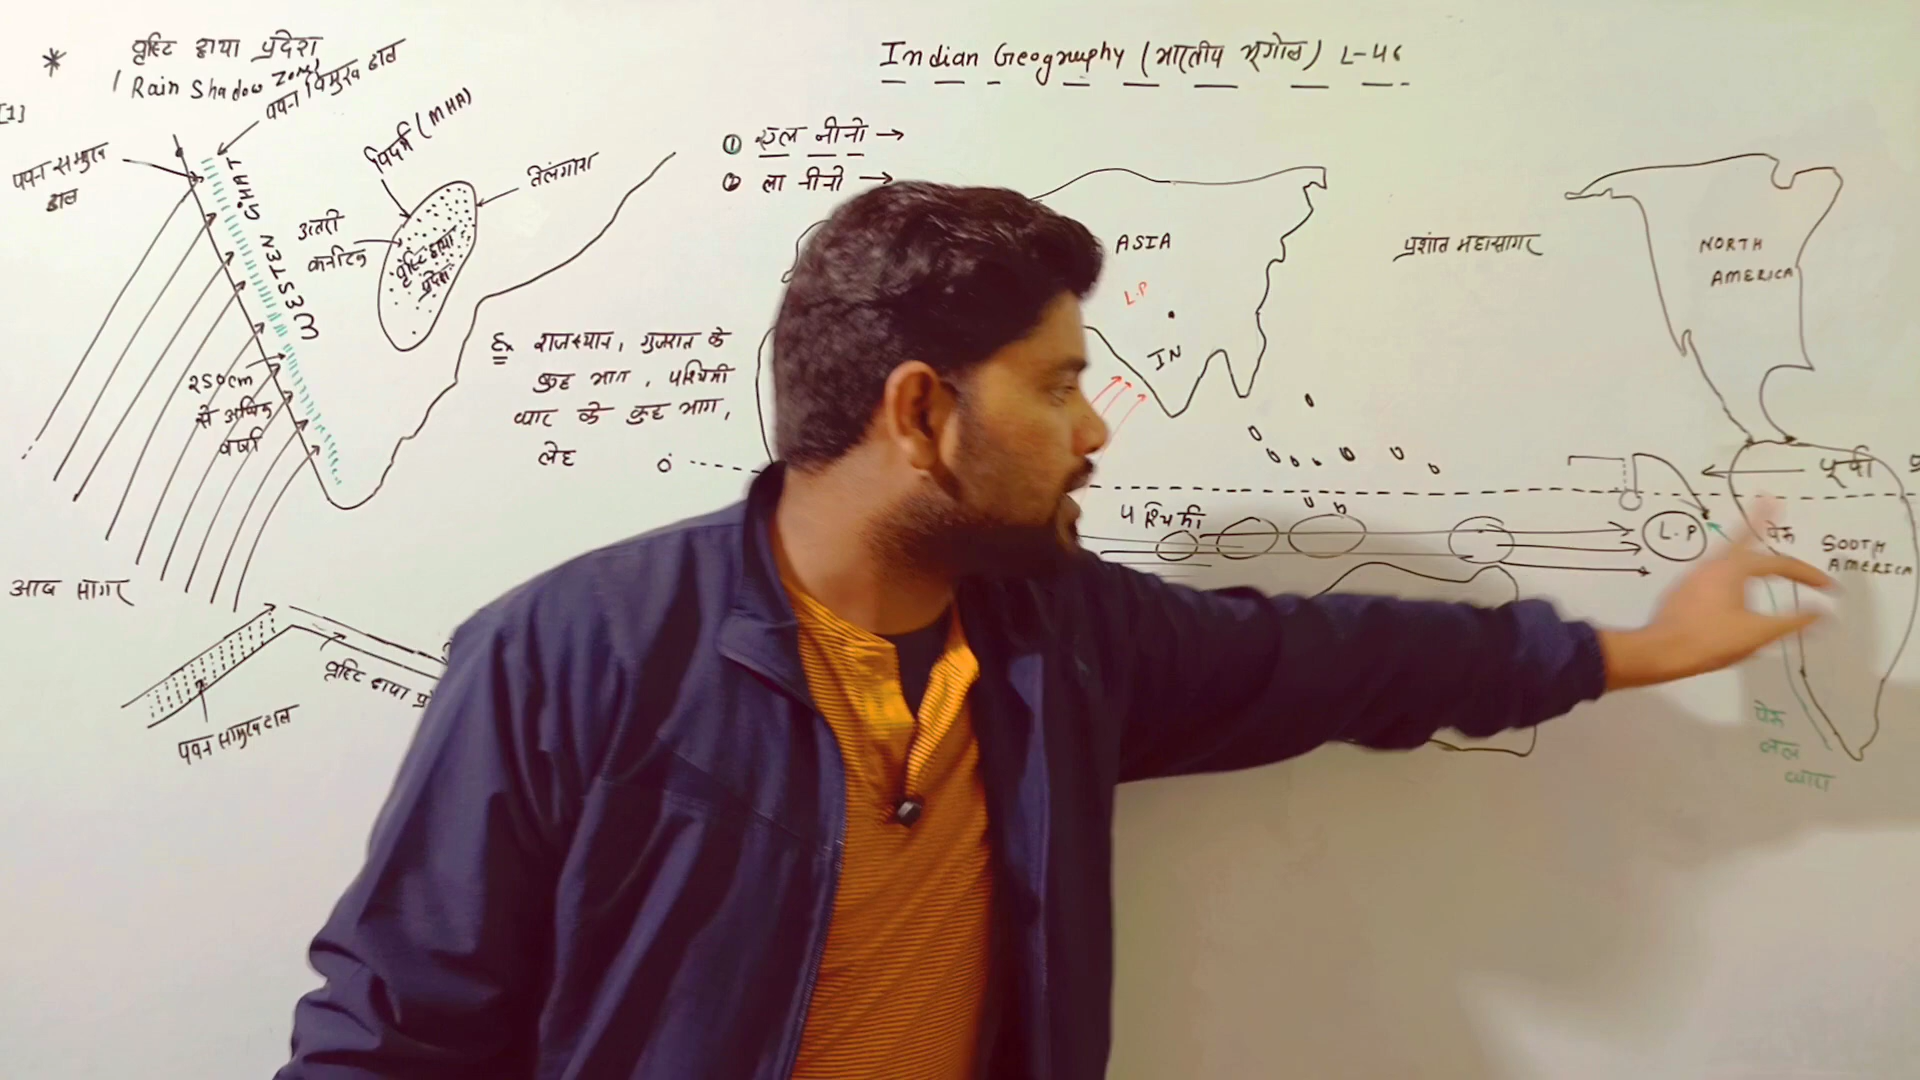 * वृष्टि छाया प्रदेश
(Rain Shadow Zone)
पवन विमुख ढाल
[1]
पवन सम्मुख
ढाल
WESTERN GHAT
विदर्भ (MHA)
तेलंगाना
उत्तरी
कर्नाटक
वृष्टि छाया
प्रदेश
250cm
से अधिक
वर्षा
पवन सम्मुख ढाल
वृष्टि छाया
Ex राजस्थान, गुजरात के
कुछ भाग, पश्चिमी
घाट के कुछ भाग,
लेह
0°
Indian Geography (भारतीय भूगोल) L-46
① एल नीनो →
② ला नीनो →
ASIA
L.P
IN
प्रशांत महासागर
NORTH
AMERICA
पूर्वी
पश्चिमी
L.P
पेरू
SOUTH
AMERICA
पेरू
जल
धारा